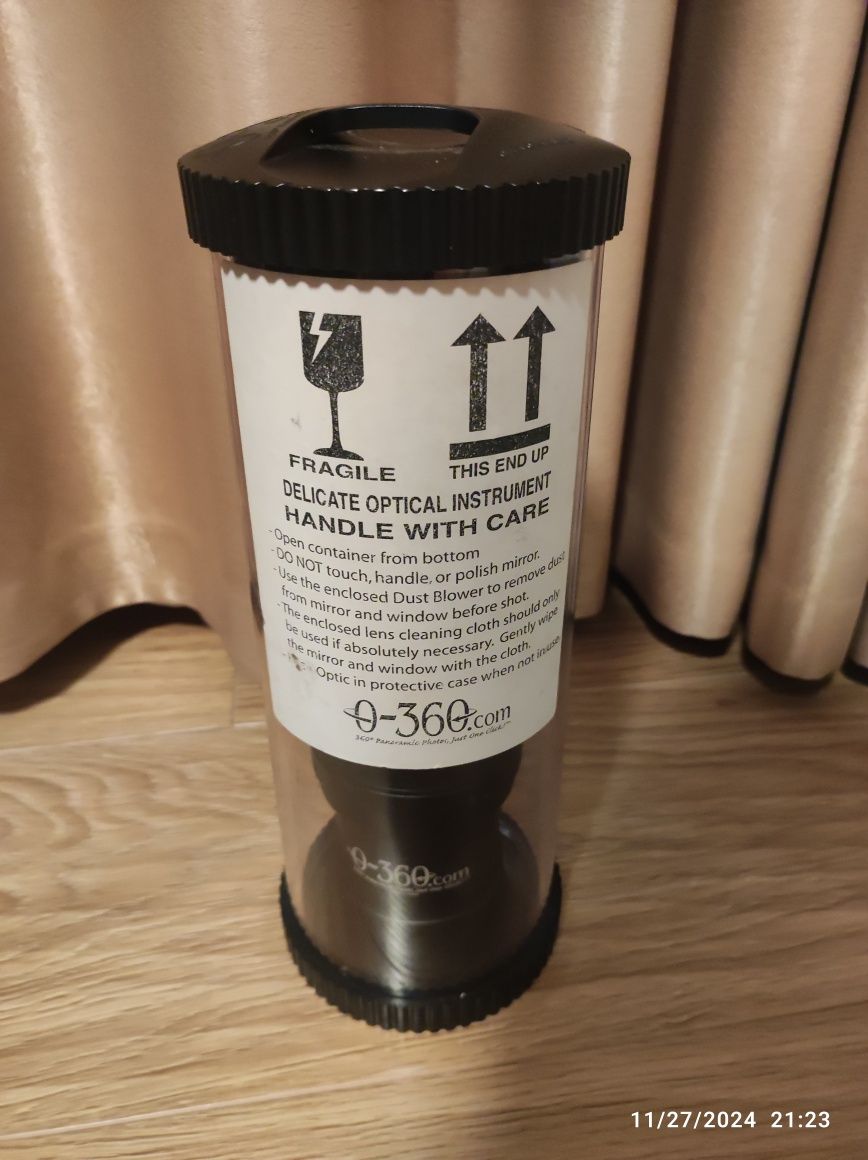 FRAGILE
THIS END UP
DELICATE OPTICAL INSTRUMENT
HANDLE WITH CARE
-Open container from bottom
-DO NOT touch, handle, or polish mirror.
-Use the enclosed Dust Blower to remove dust
from mirror and window before shot.
-The enclosed lens cleaning cloth should only
be used if absolutely necessary. Gently wipe
the mirror and window with the cloth.
Optic in protective case when not in use.
0-360.com
360° Panoramic Photos, Just One Click!™
0-360.com
11/27/2024 21:23